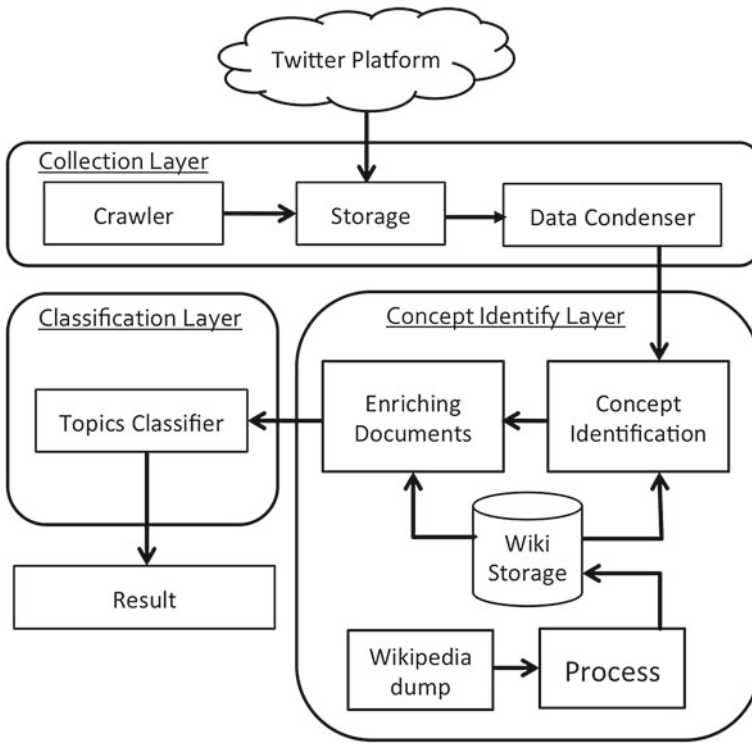 Twitter Platform
Collection Layer
Crawler
Storage
Data Condenser
Classification Layer
Concept Identify Layer
Topics Classifier
Enriching
Documents
Concept
Identification
Wiki
Storage
Result
Wikipedia
dump
Process